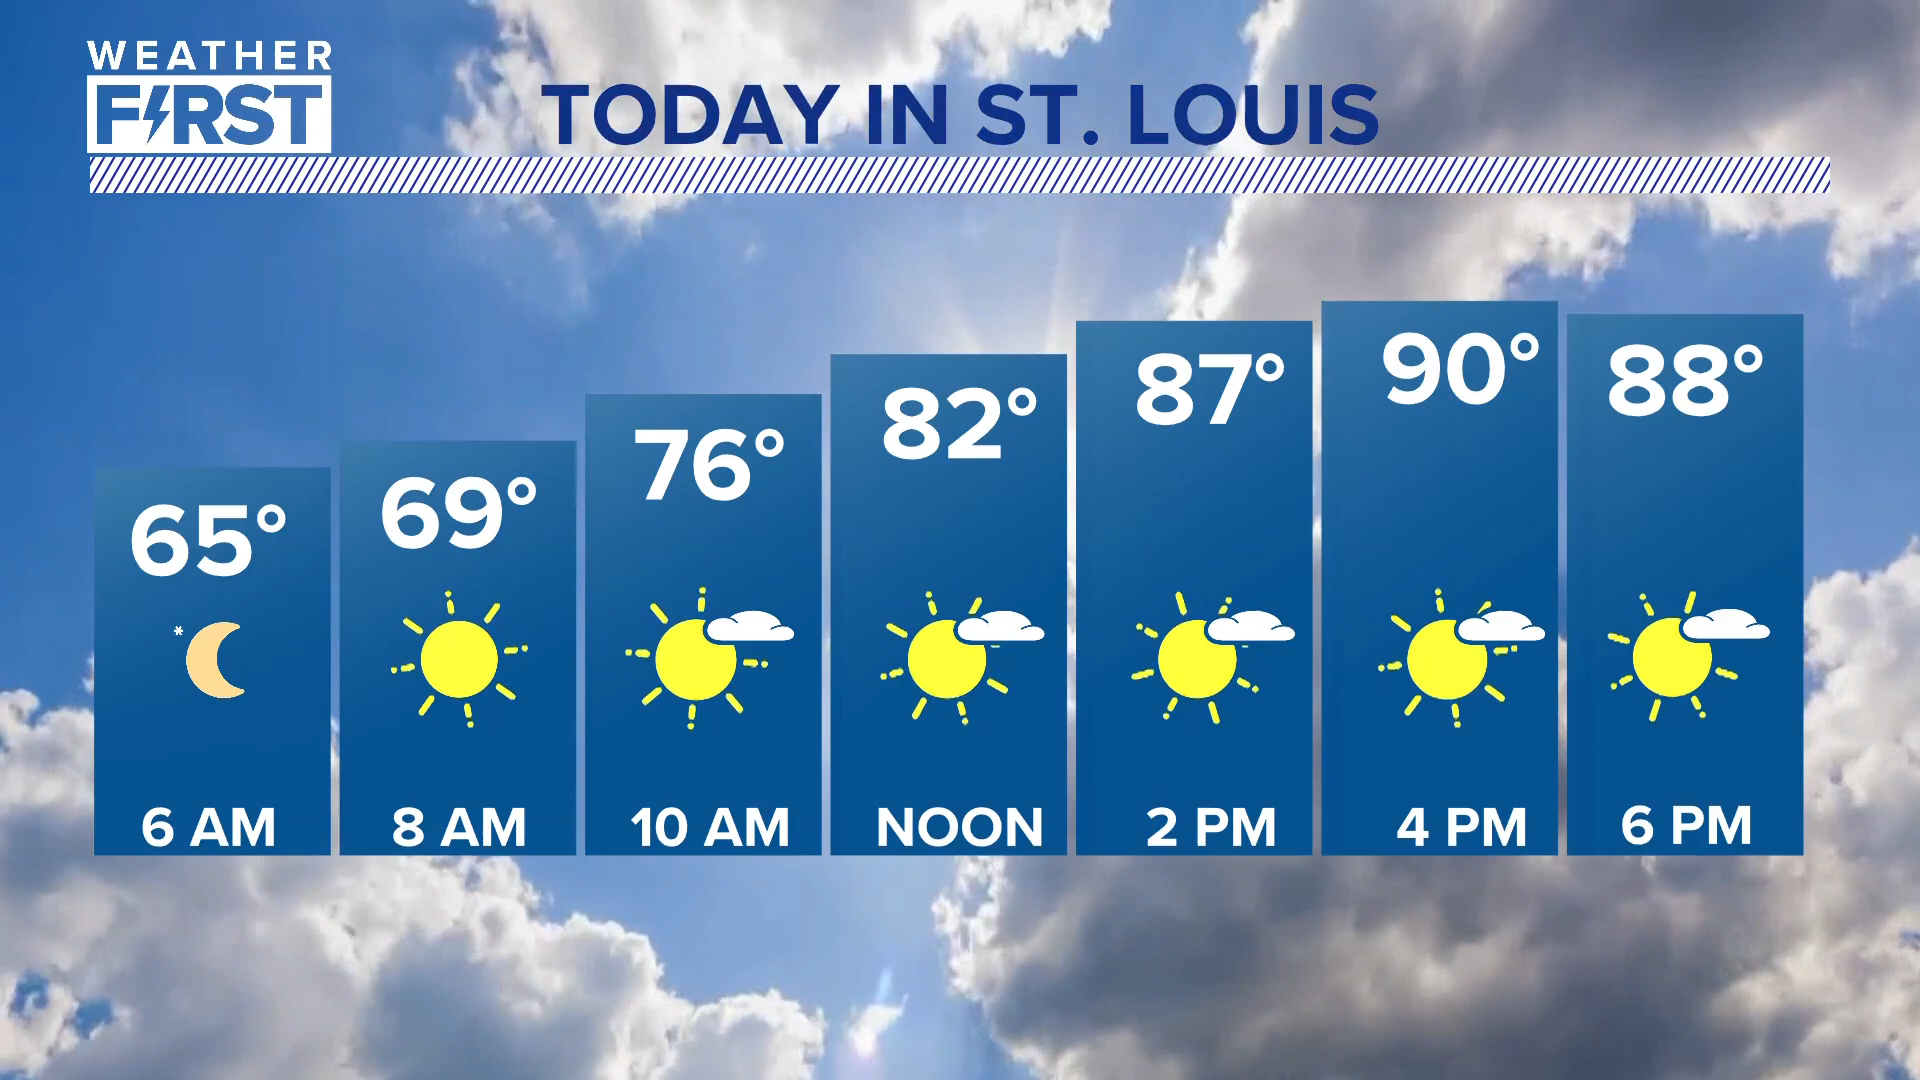 WEATHER
FIRST
TODAY IN ST. LOUIS
65° 69° 76° 82° 87° 90° 88°
6 AM 8 AM 10 AM NOON 2 PM 4 PM 6 PM